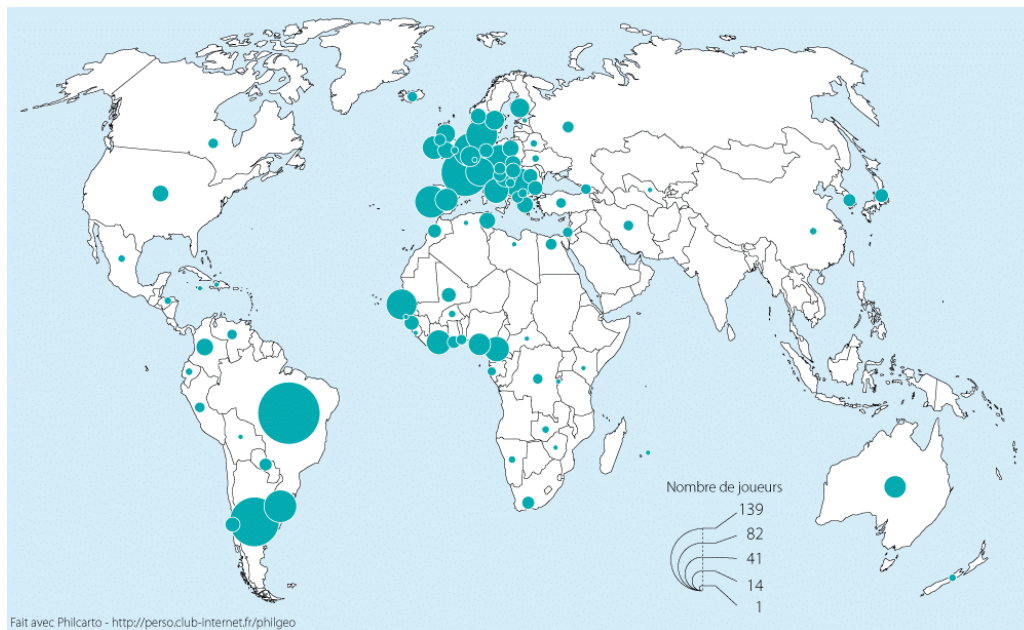 Nombre de joueurs
139
82
41
14
1
Fait avec Philcarto - http://perso.club-internet.fr/philgeo